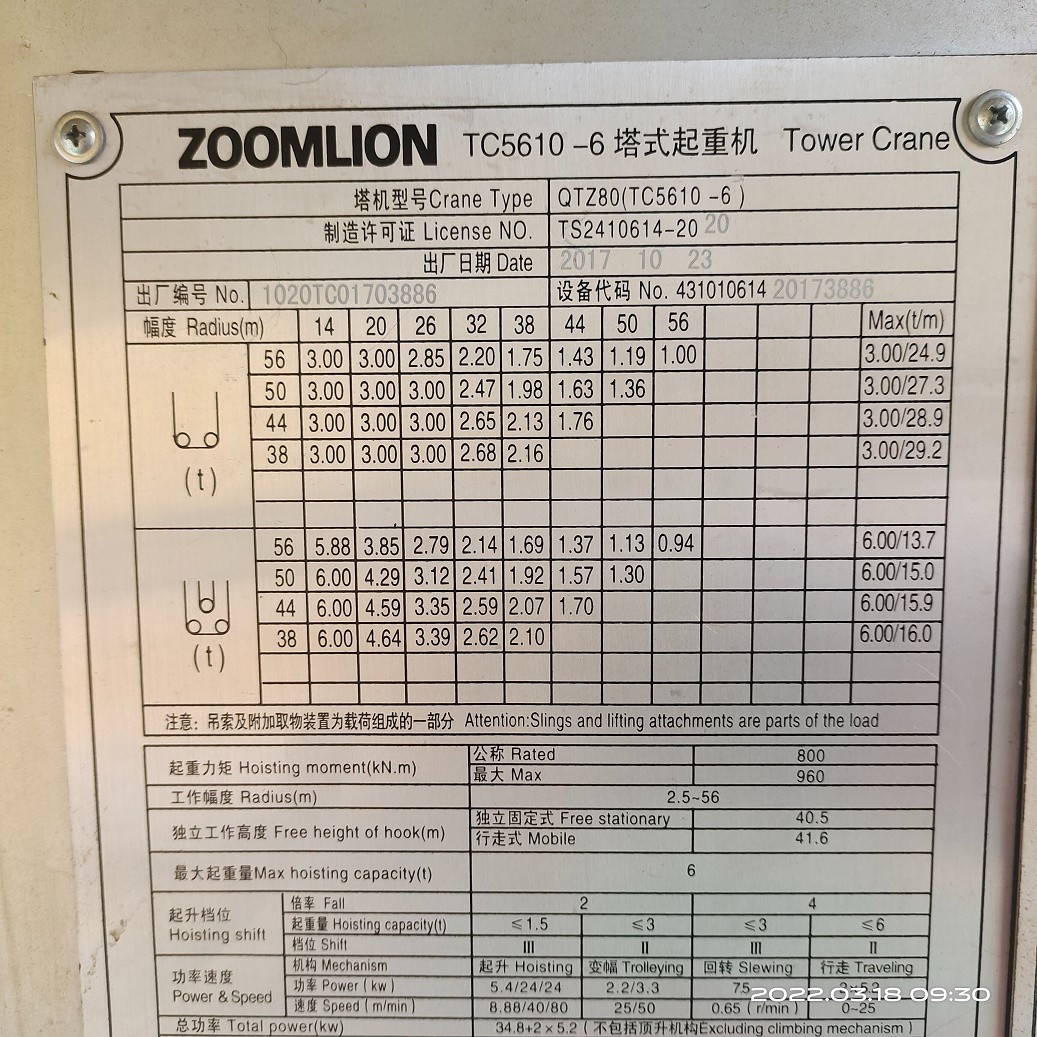 ZOOMLION TC5610 -6 塔式起重机 Tower Crane
塔机型号Crane Type QTZ80(TC5610 -6 )
制造许可证 License NO. TS2410614-20 20
出厂日期 Date 2017 10 23
出厂编号 No. 1020TC01703886 设备代码 No. 431010614 20173886
幅度 Radius(m) 14 20 26 32 38 44 50 56 Max(t/m)
56 3.00 3.00 2.85 2.20 1.75 1.43 1.19 1.00 3.00/24.9
50 3.00 3.00 3.00 2.47 1.98 1.63 1.36 3.00/27.3
44 3.00 3.00 3.00 2.65 2.13 1.76 3.00/28.9
38 3.00 3.00 3.00 2.68 2.16 3.00/29.2
(t)
56 5.88 3.85 2.79 2.14 1.69 1.37 1.13 0.94 6.00/13.7
50 6.00 4.29 3.12 2.41 1.92 1.57 1.30 6.00/15.0
44 6.00 4.59 3.35 2.59 2.07 1.70 6.00/15.9
38 6.00 4.64 3.39 2.62 2.10 6.00/16.0
(t)
注意: 吊索及附加取物装置为载荷组成的一部分 Attention:Slings and lifting attachments are parts of the load
起重力矩 Hoisting moment(kN.m) 公称 Rated 800
最大 Max 960
工作幅度 Radius(m) 2.5~56
独立工作高度 Free height of hook(m) 独立固定式 Free stationary 40.5
行走式 Mobile 41.6
最大起重量Max hoisting capacity(t) 6
起升档位 Hoisting shift 倍率 Fall 2 4
起重量 Hoisting capacity(t) ≤1.5 ≤3 ≤3 ≤6
档位 Shift III II III II
功率速度 Power & Speed 机构 Mechanism 起升 Hoisting 变幅 Trolleying 回转 Slewing 行走 Traveling
功率 Power ( kw ) 5.4/24/24 2.2/3.3
速度 Speed ( m/min ) 8.88/40/80 25/50 0.65 ( r/min ) 0~25
总功率 Total power(kw) 34.8+2×5.2 ( 不包括顶升机构Excluding climbing mechanism )
2022.03.18 09:30